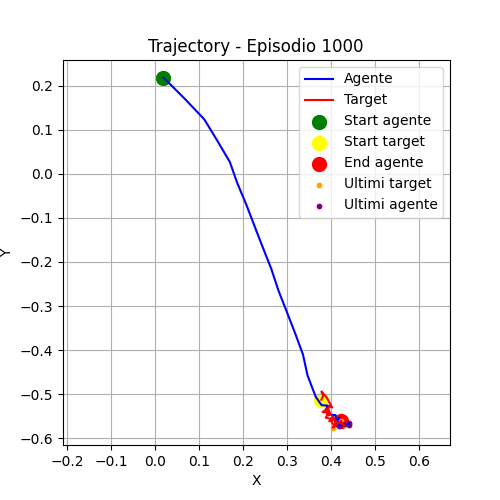 Trajectory - Episodio 1000
Agente
Target
Start agente
Start target
End agente
Ultimi target
Ultimi agente
Y
0.2
0.1
0.0
−0.1
−0.2
−0.3
−0.4
−0.5
−0.6
−0.2 −0.1 0.0 0.1 0.2 0.3 0.4 0.5 0.6
X